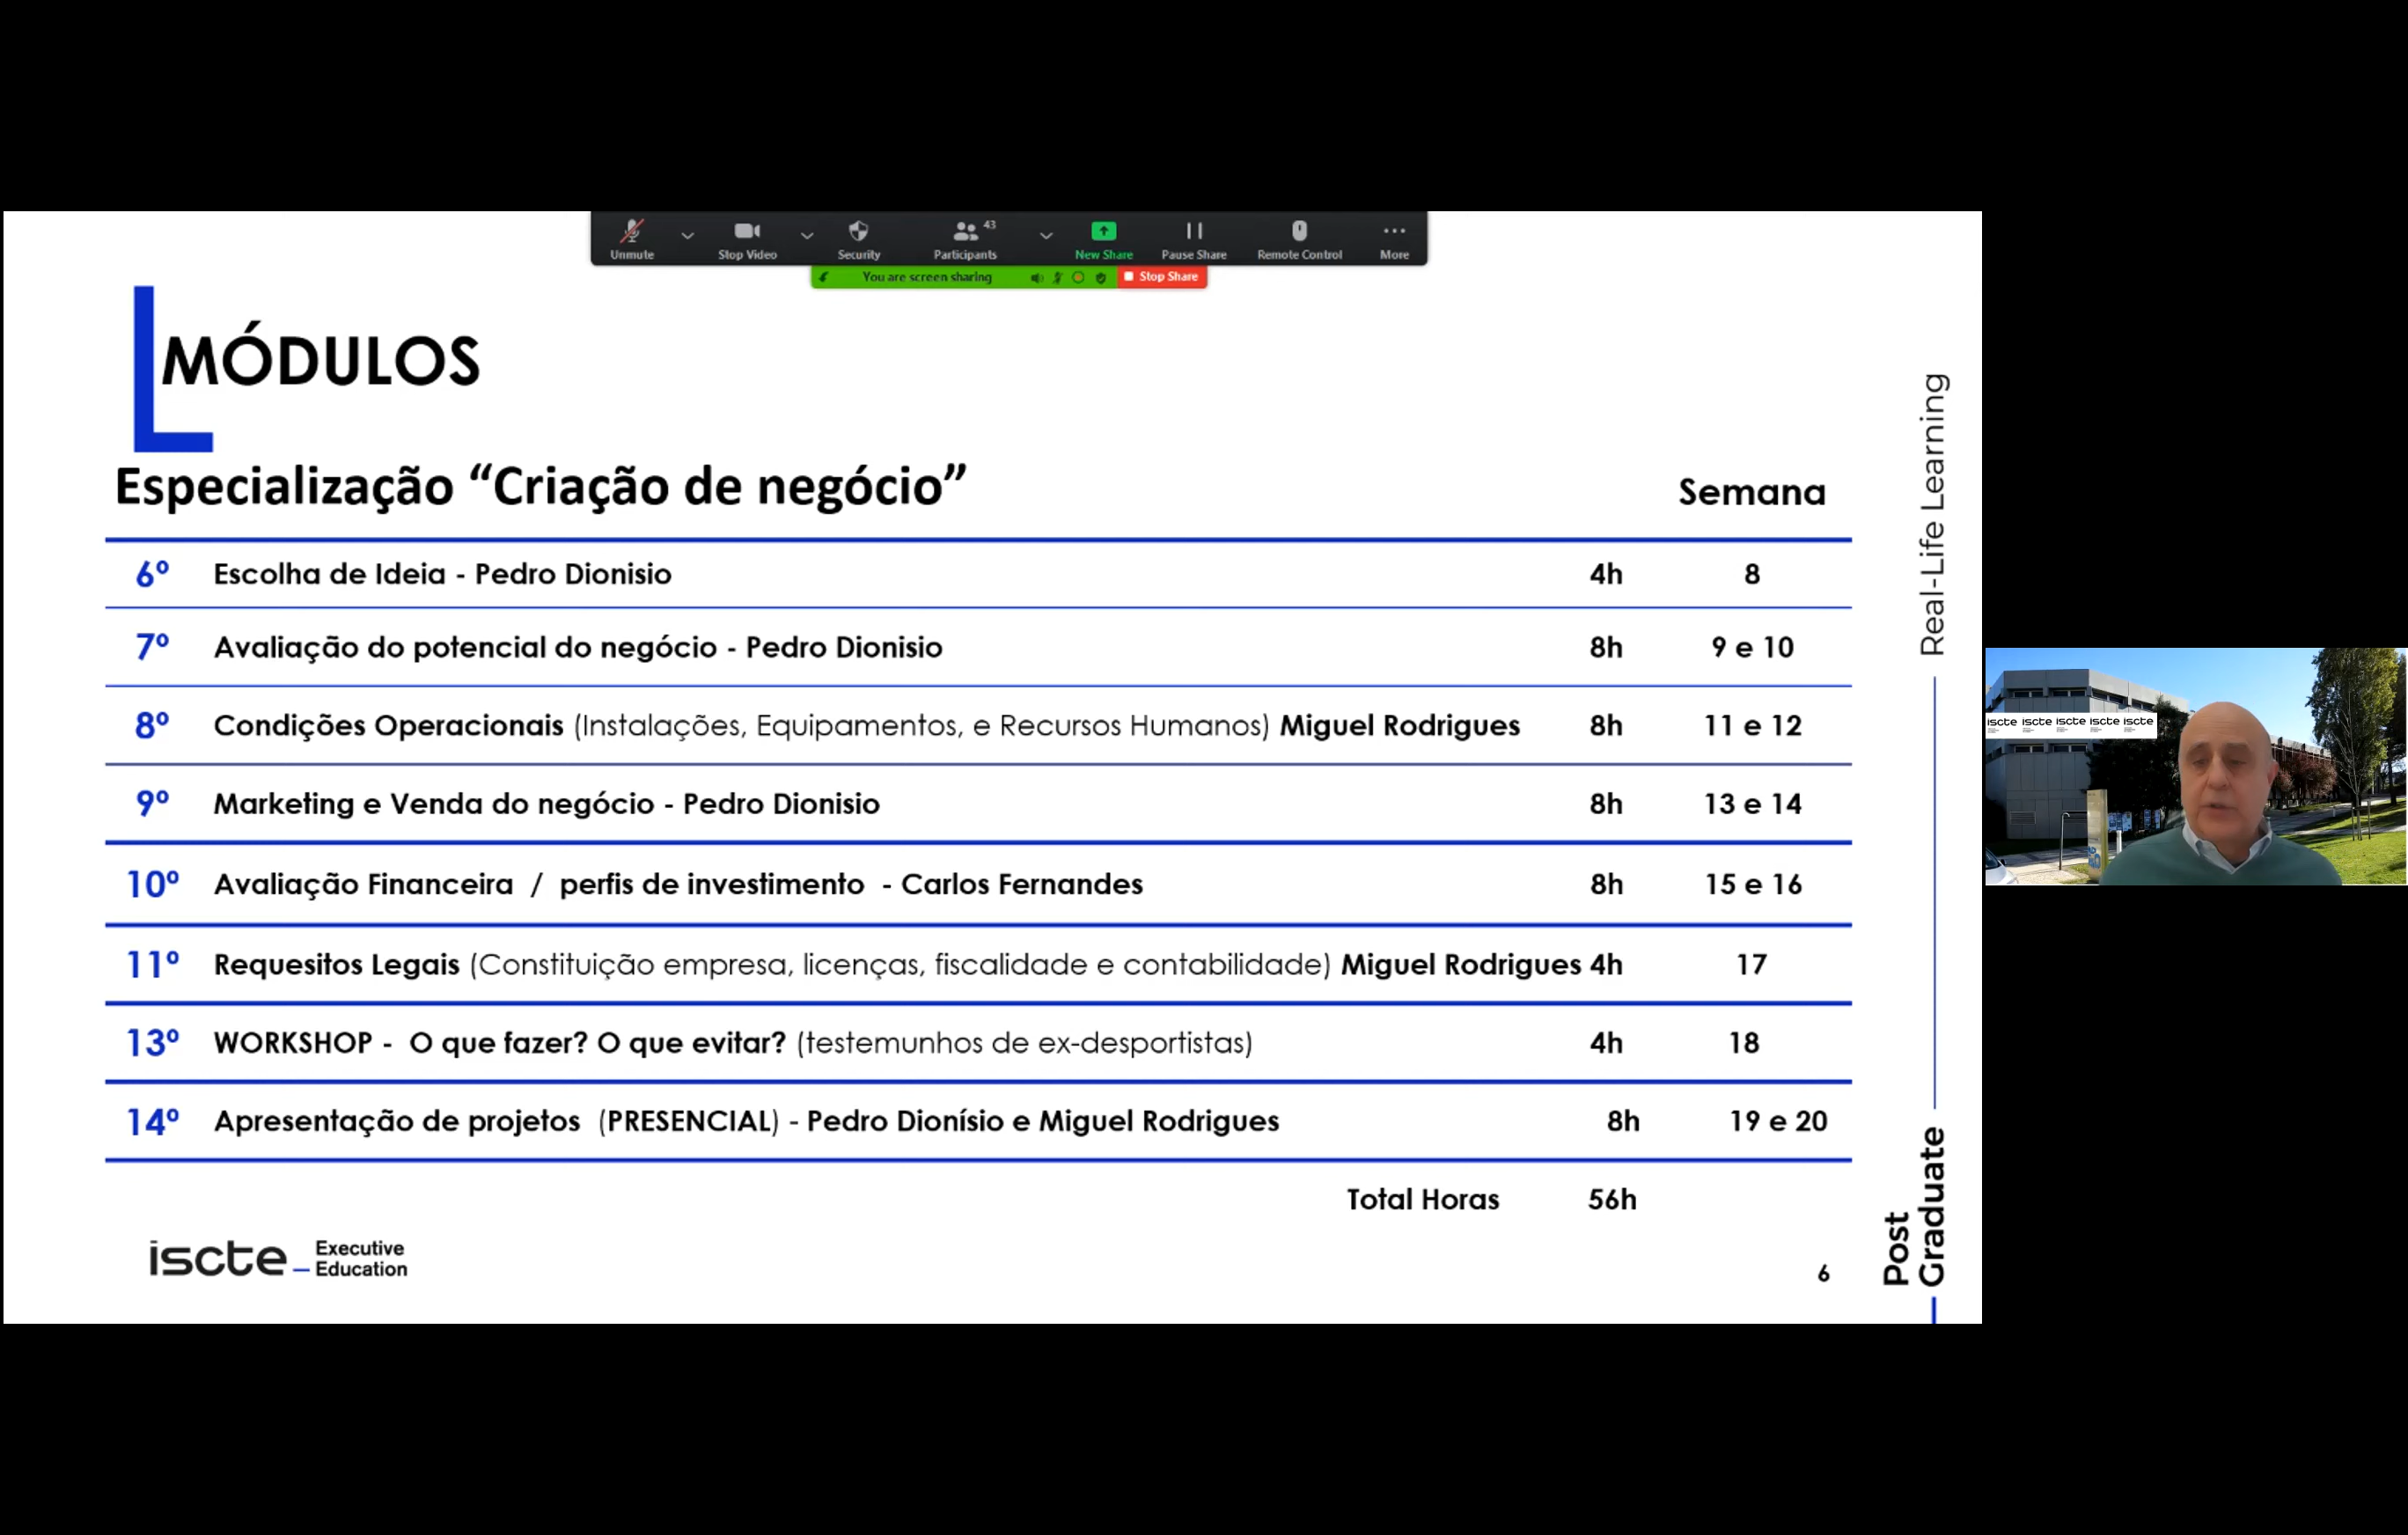 Unmute
Stop Video
Security
Participants 43
New Share
Pause Share
Remote Control
More
You are screen sharing
Stop Share
MÓDULOS
Especialização “Criação de negócio” Semana
6º Escolha de Ideia - Pedro Dionisio 4h 8
7º Avaliação do potencial do negócio - Pedro Dionisio 8h 9 e 10
8º Condições Operacionais (Instalações, Equipamentos, e Recursos Humanos) Miguel Rodrigues 8h 11 e 12
9º Marketing e Venda do negócio - Pedro Dionisio 8h 13 e 14
10º Avaliação Financeira / perfis de investimento - Carlos Fernandes 8h 15 e 16
11º Requesitos Legais (Constituição empresa, licenças, fiscalidade e contabilidade) Miguel Rodrigues 4h 17
13º WORKSHOP - O que fazer? O que evitar? (testemunhos de ex-desportistas) 4h 18
14º Apresentação de projetos (PRESENCIAL) - Pedro Dionísio e Miguel Rodrigues 8h 19 e 20
Total Horas 56h
iscte
Executive
Education
6
Real-Life Learning
Post
Graduate
iscte iscte iscte iscte iscte